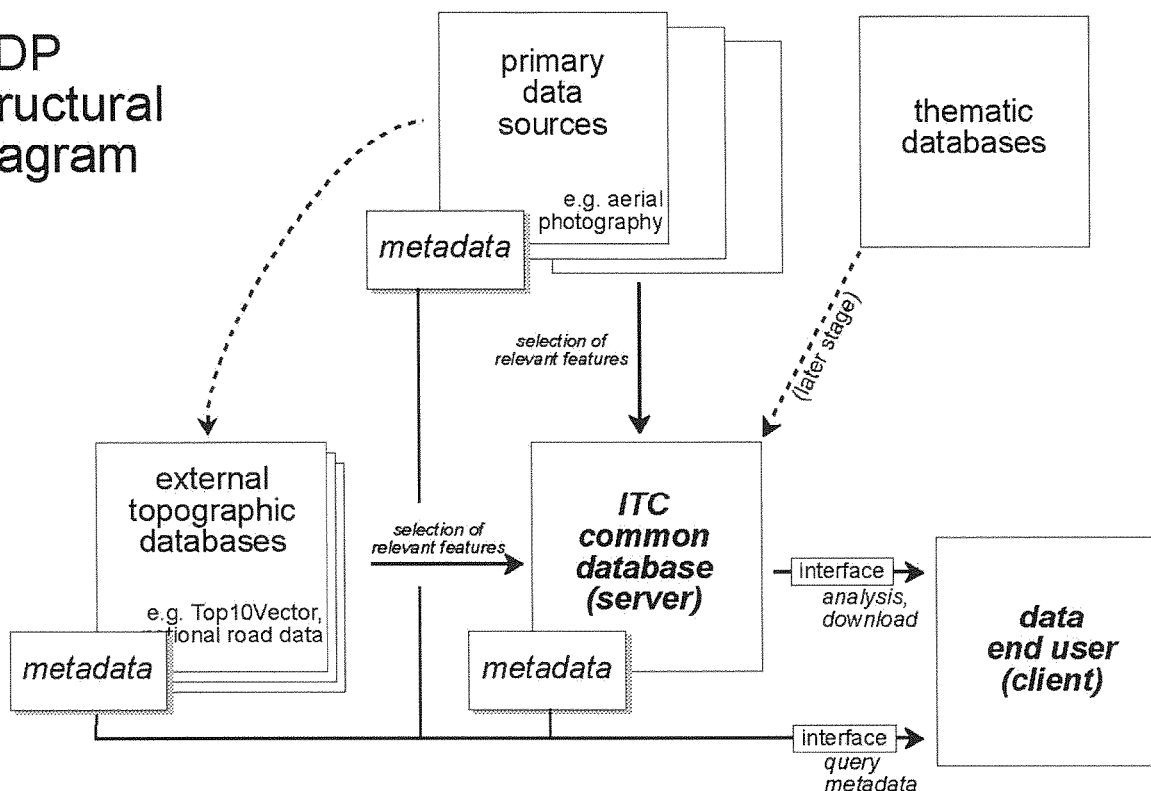 DP
ructural
agram
primary
data
sources
e.g. aerial
photography
metadata
thematic
databases
selection of
relevant features
(later stage)
external
topographic
databases
e.g. Top10Vector,
national road data
metadata
selection of
relevant features
ITC
common
database
(server)
metadata
interface
analysis,
download
data
end user
(client)
interface
query
metadata